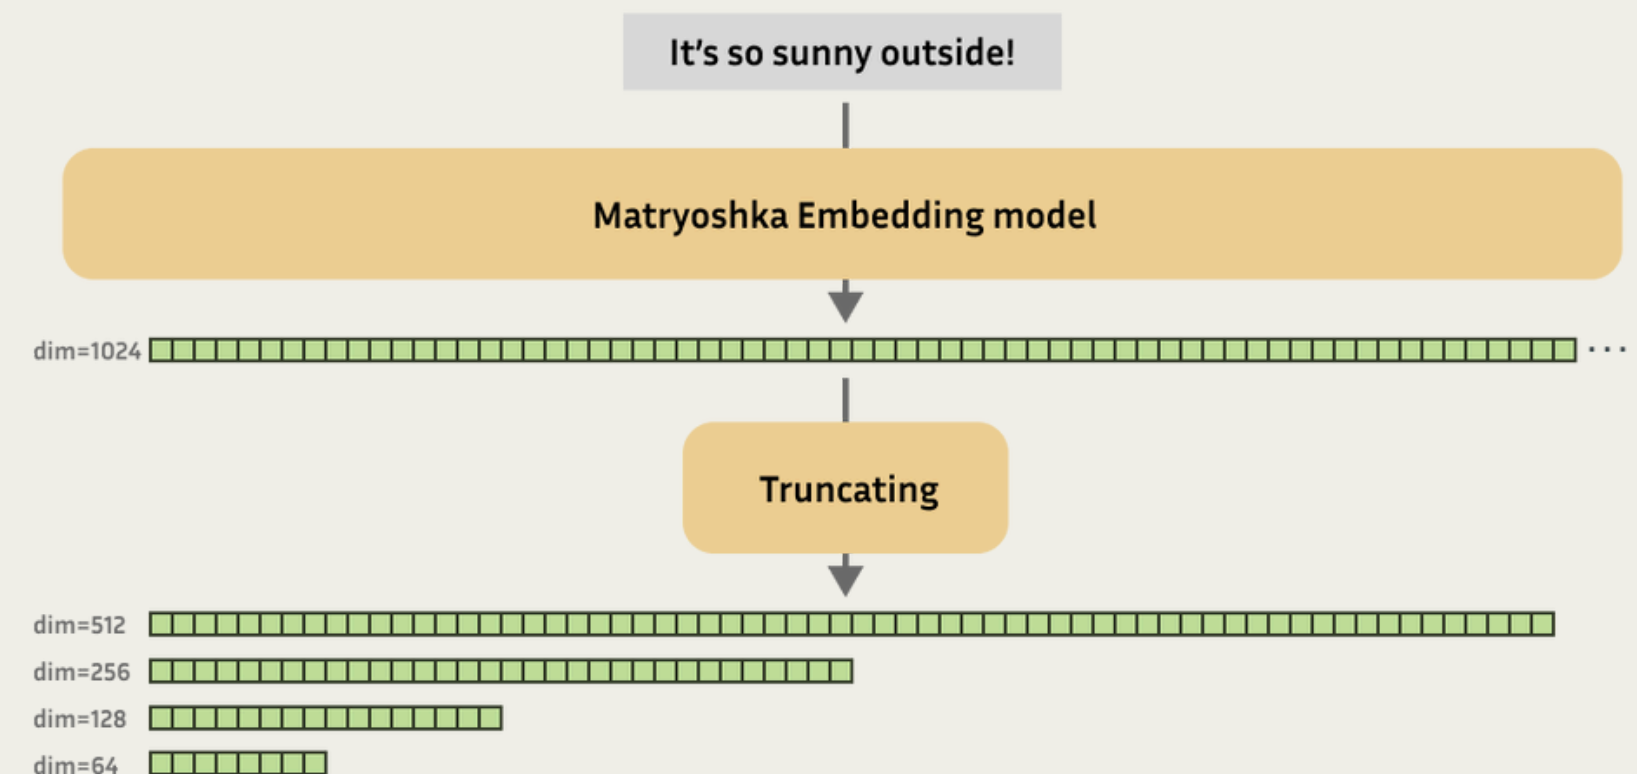 It's so sunny outside!
Matryoshka Embedding model
dim=1024 ...
Truncating
dim=512
dim=256
dim=128
dim=64